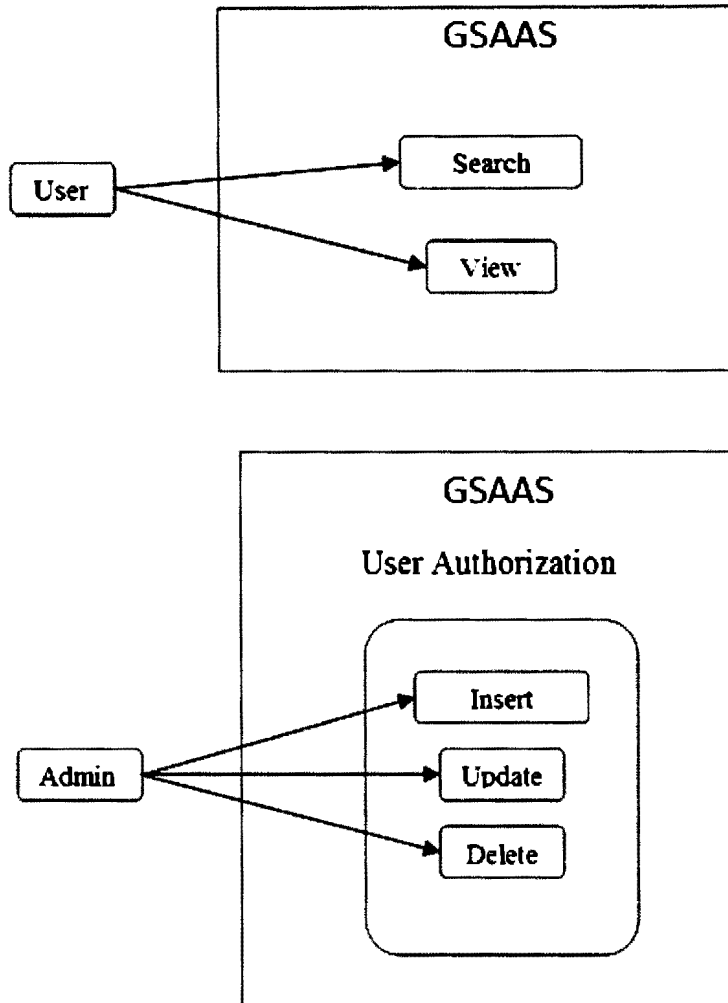 GSAAS
Search
User
View
GSAAS
User Authorization
Insert
Admin
Update
Delete